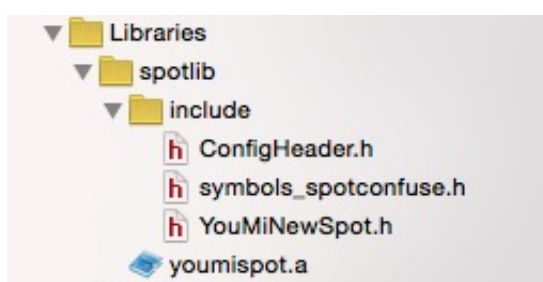 Libraries
spotlib
include
h ConfigHeader.h
h symbols_spotconfuse.h
h YouMiNewSpot.h
youmispot.a